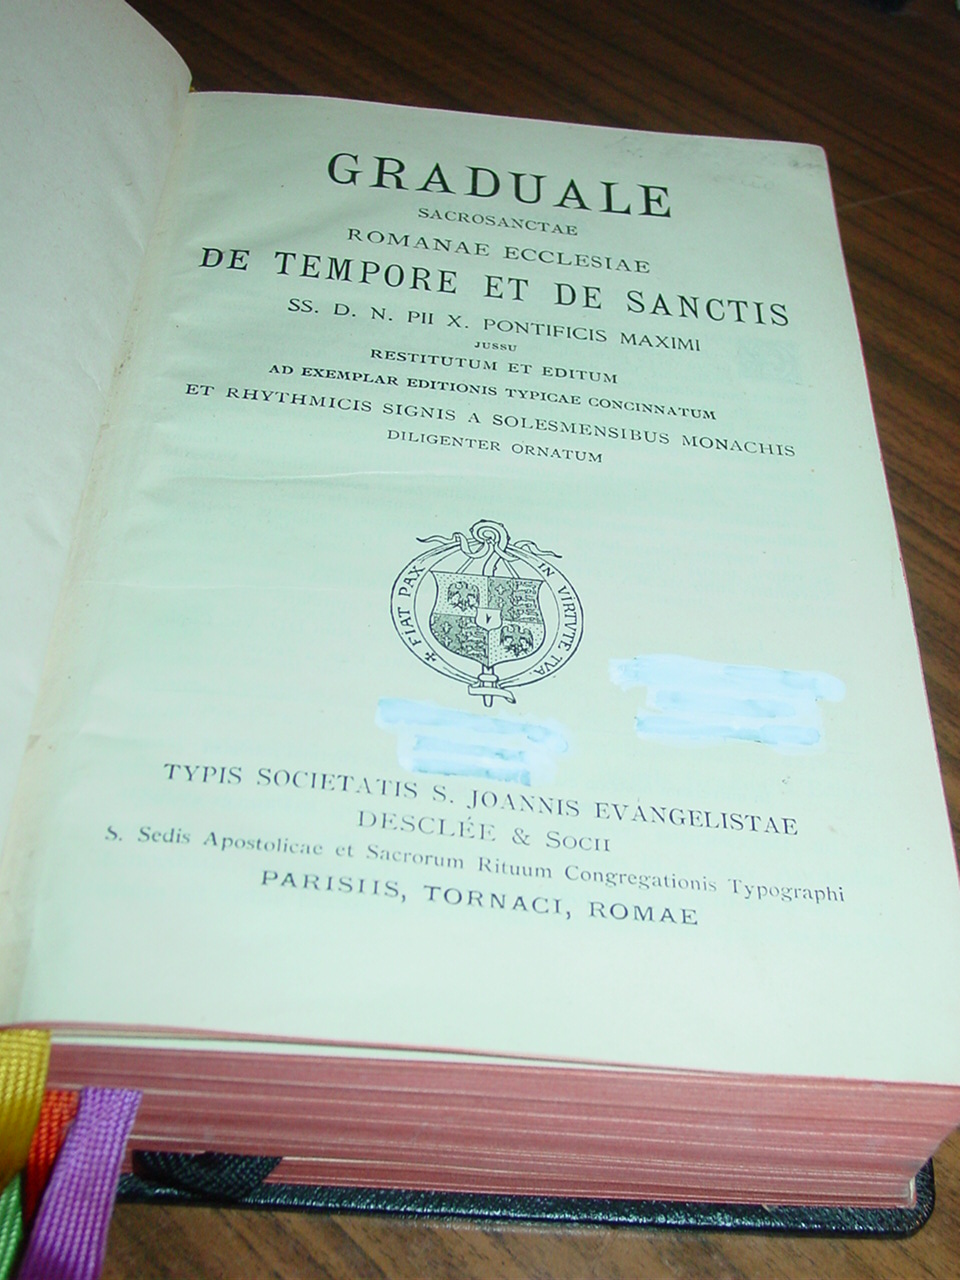 GRADUALE
SACROSANCTAE
ROMANAE ECCLESIAE
DE TEMPORE ET DE SANCTIS
SS. D. N. PII X. PONTIFICIS MAXIMI
JUSSU
RESTITUTUM ET EDITUM
AD EXEMPLAR EDITIONIS TYPICAE CONCINNATUM
ET RHYTHMICIS SIGNIS A SOLESMENSIBUS MONACHIS
DILIGENTER ORNATUM
✠ FIAT PAX IN VIRTVTE TVA
TYPIS SOCIETATIS S. JOANNIS EVANGELISTAE
DESCLÉE & SOCII
S. Sedis Apostolicae et Sacrorum Rituum Congregationis Typographi
PARISIIS, TORNACI, ROMAE